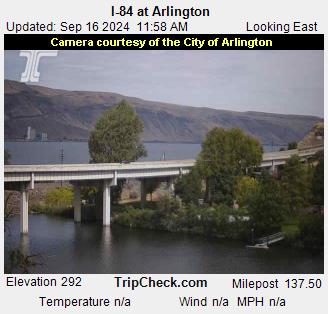 I-84 at Arlington
Updated: Sep 16 2024 11:58 AM Looking East
Camera courtesy of the City of Arlington
Elevation 292 TripCheck.com Milepost 137.50
Temperature n/a Wind n/a MPH n/a